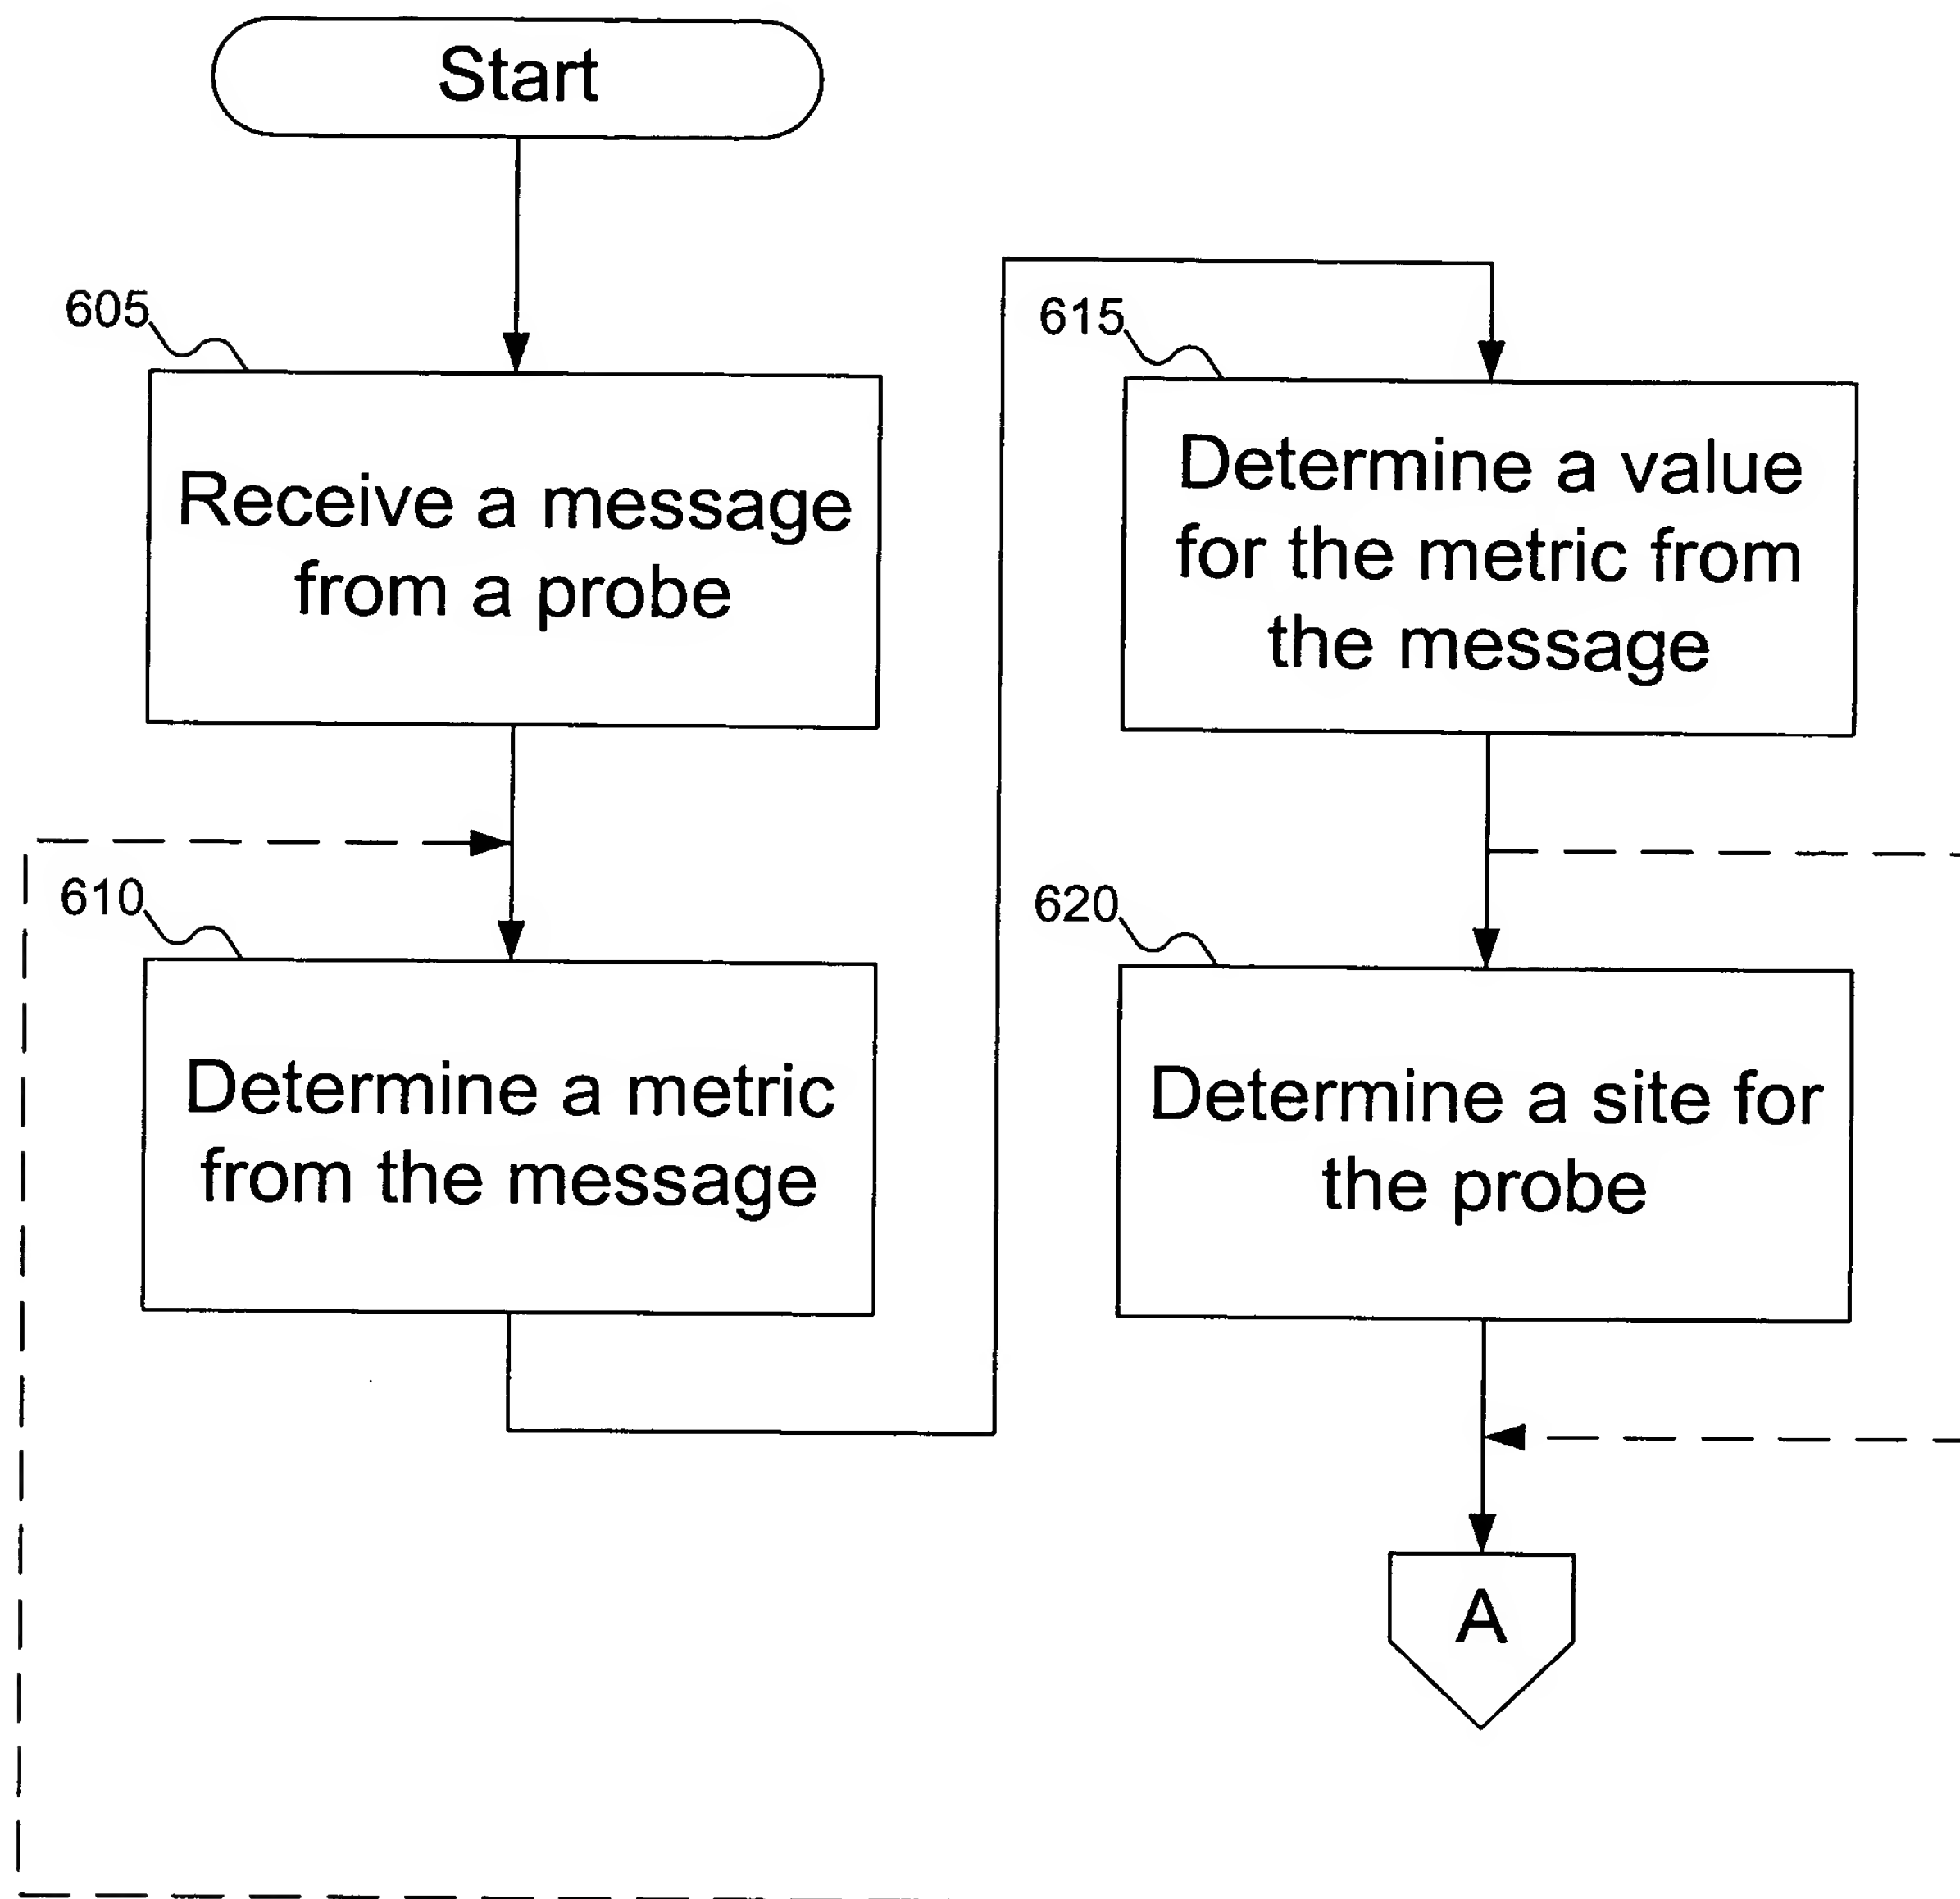 Start
605
Receive a message
from a probe
610
Determine a metric
from the message
615
Determine a value
for the metric from
the message
620
Determine a site for
the probe
A